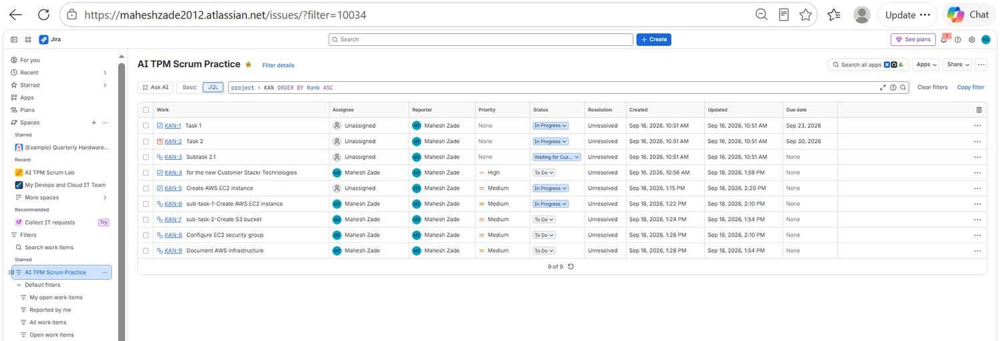 https://maheshzade2012.atlassian.net/issues/?filter=10034
Update
Chat
Jira
Search
Create
See plans
1
MZ
For you
Recent
Starred
Apps
Plans
Spaces
Starred
(Example) Quarterly Hardware...
Recent
AI TPM Scrum Lab
My Devops and Cloud IT Team
More spaces
Recommended
Collect IT requests Try
Filters
Search work items
Starred
AI TPM Scrum Practice
Default filters
My open work items
Reported by me
All work items
Open work items
AI TPM Scrum Practice Filter details
Search all apps Apps Share
Ask AI Basic JQL project = KAN ORDER BY Rank ASC Clear filters Copy filter
Work Assignee Reporter Priority Status Resolution Created Updated Due date
KAN-1 Task 1 Unassigned MZ Mahesh Zade None In Progress Unresolved Sep 16, 2026, 10:51 AM Sep 16, 2026, 10:51 AM Sep 23, 2026
KAN-2 Task 2 Unassigned MZ Mahesh Zade None In Progress Unresolved Sep 16, 2026, 10:51 AM Sep 16, 2026, 10:51 AM Sep 30, 2026
KAN-3 Subtask 2.1 Unassigned MZ Mahesh Zade None Waiting for Cus... Unresolved Sep 16, 2026, 10:51 AM Sep 16, 2026, 10:51 AM None
KAN-4 for the new Customer Stackr Technologies MZ Mahesh Zade MZ Mahesh Zade High To Do Unresolved Sep 16, 2026, 10:56 AM Sep 18, 2026, 1:59 PM None
KAN-5 Create AWS EC2 instance Unassigned MZ Mahesh Zade Medium In Progress Unresolved Sep 18, 2026, 1:15 PM Sep 18, 2026, 2:20 PM None
KAN-6 sub-task-1-Create AWS EC2 instance MZ Mahesh Zade MZ Mahesh Zade Medium In Progress Unresolved Sep 18, 2026, 1:22 PM Sep 18, 2026, 2:10 PM None
KAN-7 sub-task-2-Create S3 bucket MZ Mahesh Zade MZ Mahesh Zade Medium To Do Unresolved Sep 18, 2026, 1:24 PM Sep 18, 2026, 1:54 PM None
KAN-8 Configure EC2 security group MZ Mahesh Zade MZ Mahesh Zade Medium To Do Unresolved Sep 18, 2026, 1:28 PM Sep 18, 2026, 2:10 PM None
KAN-9 Document AWS infrastructure MZ Mahesh Zade MZ Mahesh Zade Medium To Do Unresolved Sep 18, 2026, 1:28 PM Sep 18, 2026, 1:54 PM None
9 of 9